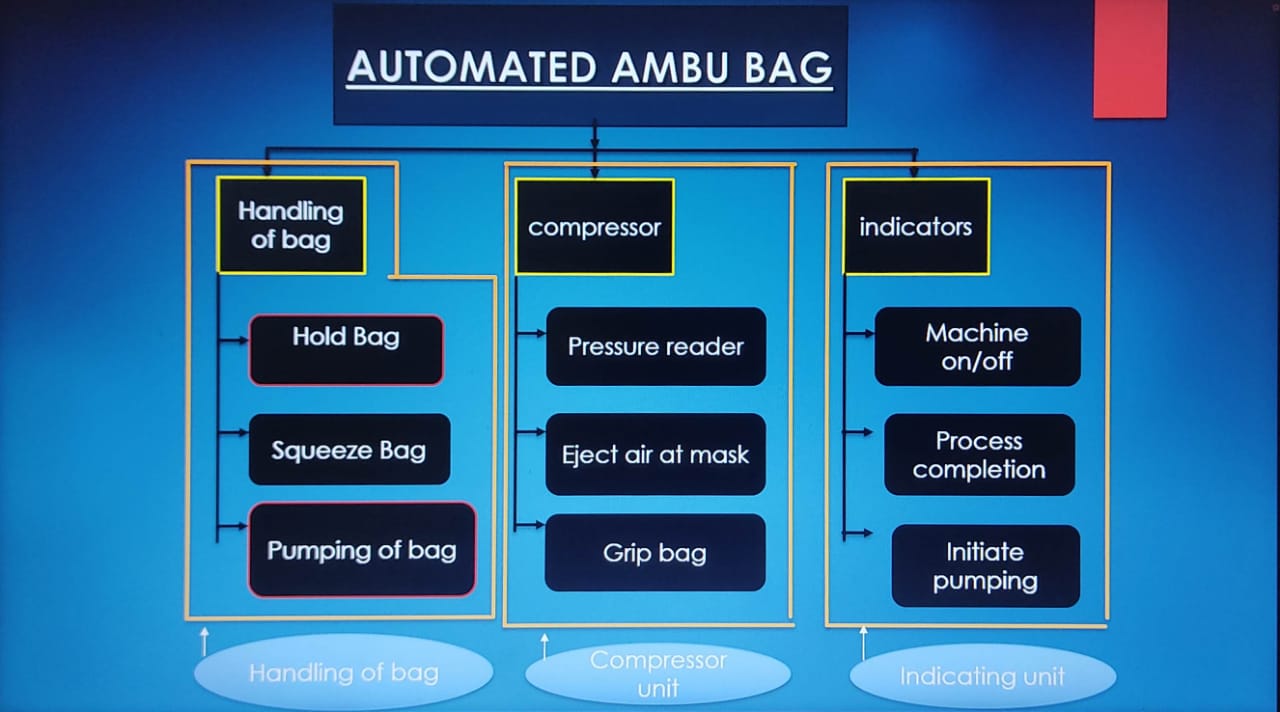 AUTOMATED AMBU BAG
Handling
of bag
Hold Bag
Squeeze Bag
Pumping of bag
Handling of bag
compressor
Pressure reader
Eject air at mask
Grip bag
Compressor
unit
indicators
Machine
on/off
Process
completion
Initiate
pumping
Indicating unit